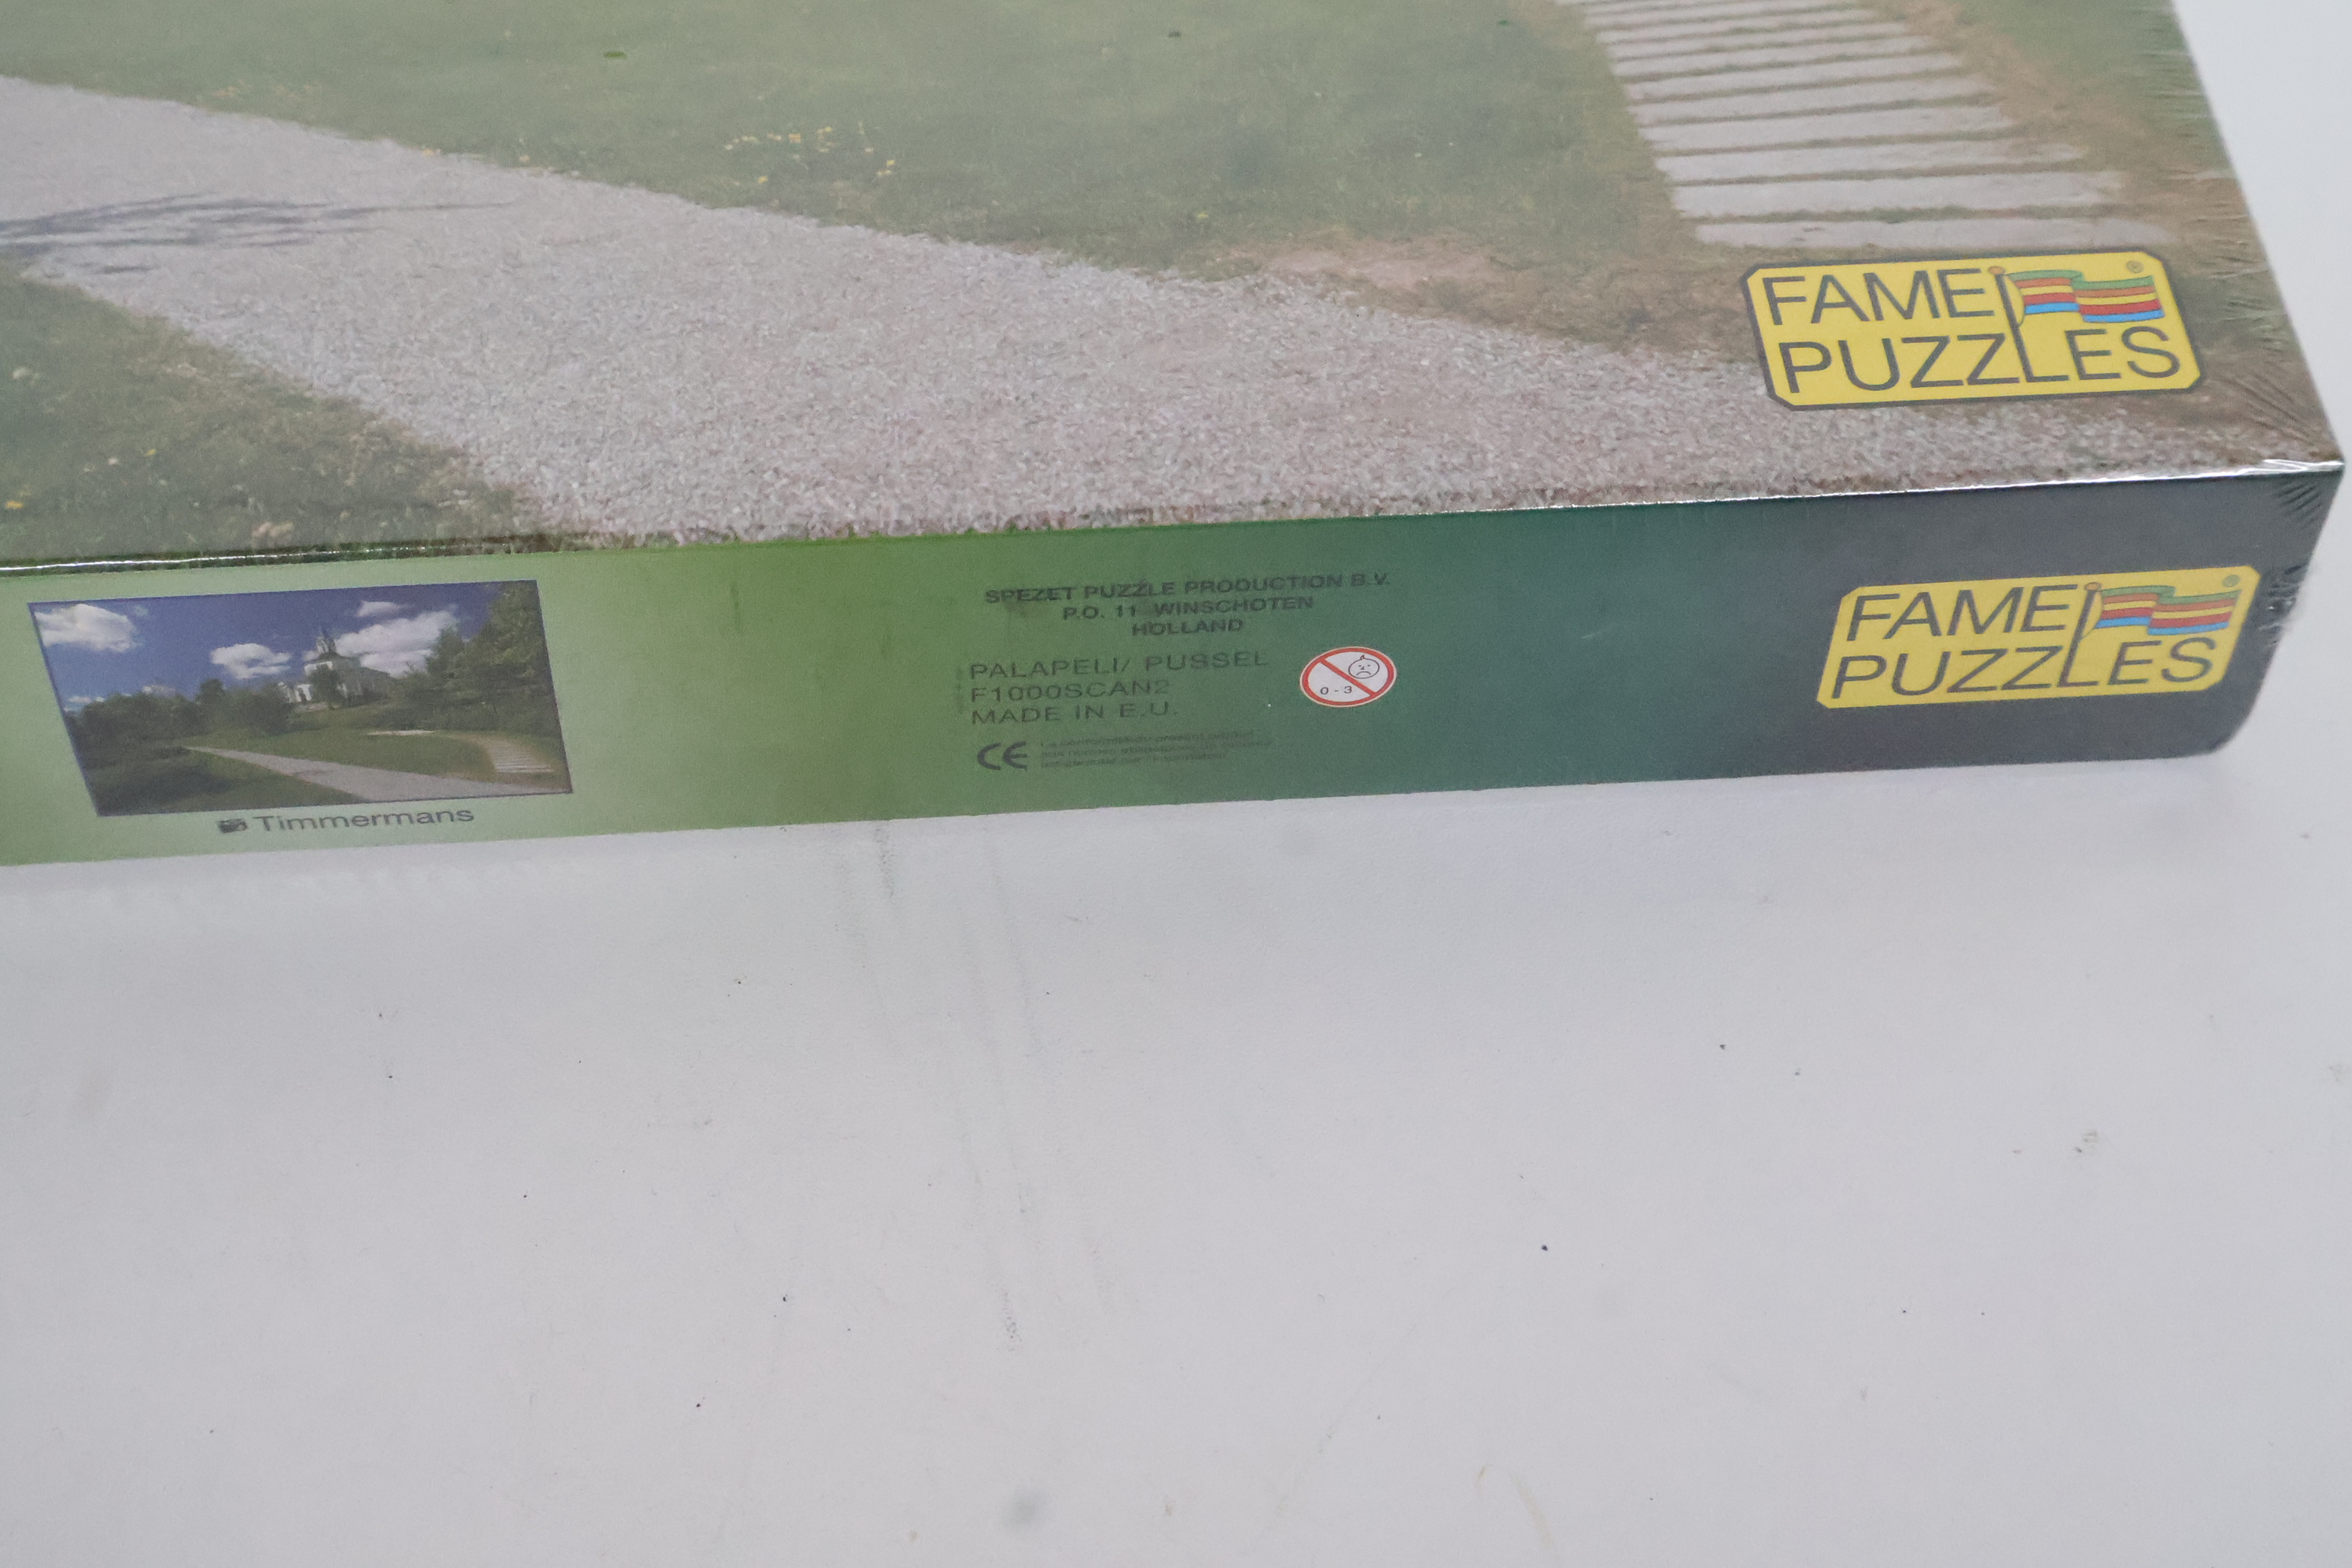 FAME
PUZZLES
®
SPEZET PUZZLE PRODUCTION B.V.
P.O. 11 WINSCHOTEN
HOLLAND
PALAPELI/ PUSSEL
F1000SCAN2
MADE IN E.U.
CE
0-3
FAME
PUZZLES
®
Timmermans